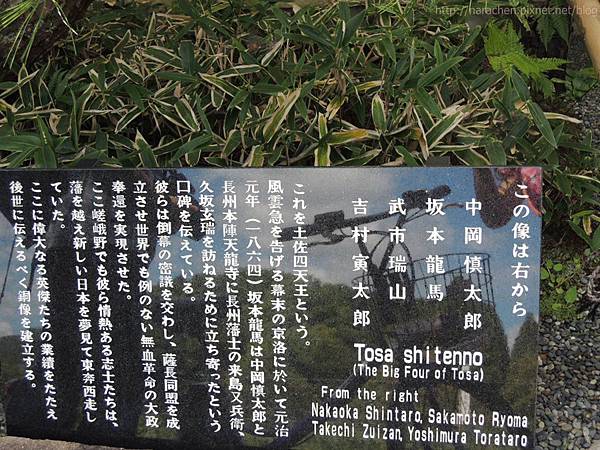 http://harachen.pixnet.net/blog
この像は右から
中岡慎太郎
坂本龍馬
武市瑞山
吉村寅太郎
Tosa shitenno
(The Big Four of Tosa)
From the right
Nakaoka Shintaro, Sakamoto Ryoma
Takechi Zuizan, Yoshimura Torataro
これを土佐四天王という。
風雲急を告げる幕末の京洛に於いて元治
元年(一八六四)坂本龍馬は中岡慎太郎と
長州本陣天龍寺に長州藩士の来島又兵衛、
久坂玄瑞を訪ねるために立ち寄ったという
口碑を伝えている。
彼らは倒幕の密議を交わし、薩長同盟を成
立させ世界でも例のない無血革命の大政
奉還を実現させた。
ここ嵯峨野でも彼ら情熱ある志士たちは、
藩を越え新しい日本を夢見て東奔西走し
ていた。
ここに偉大なる英傑たちの業績をたたえ
後世に伝えるべく銅像を建立する。